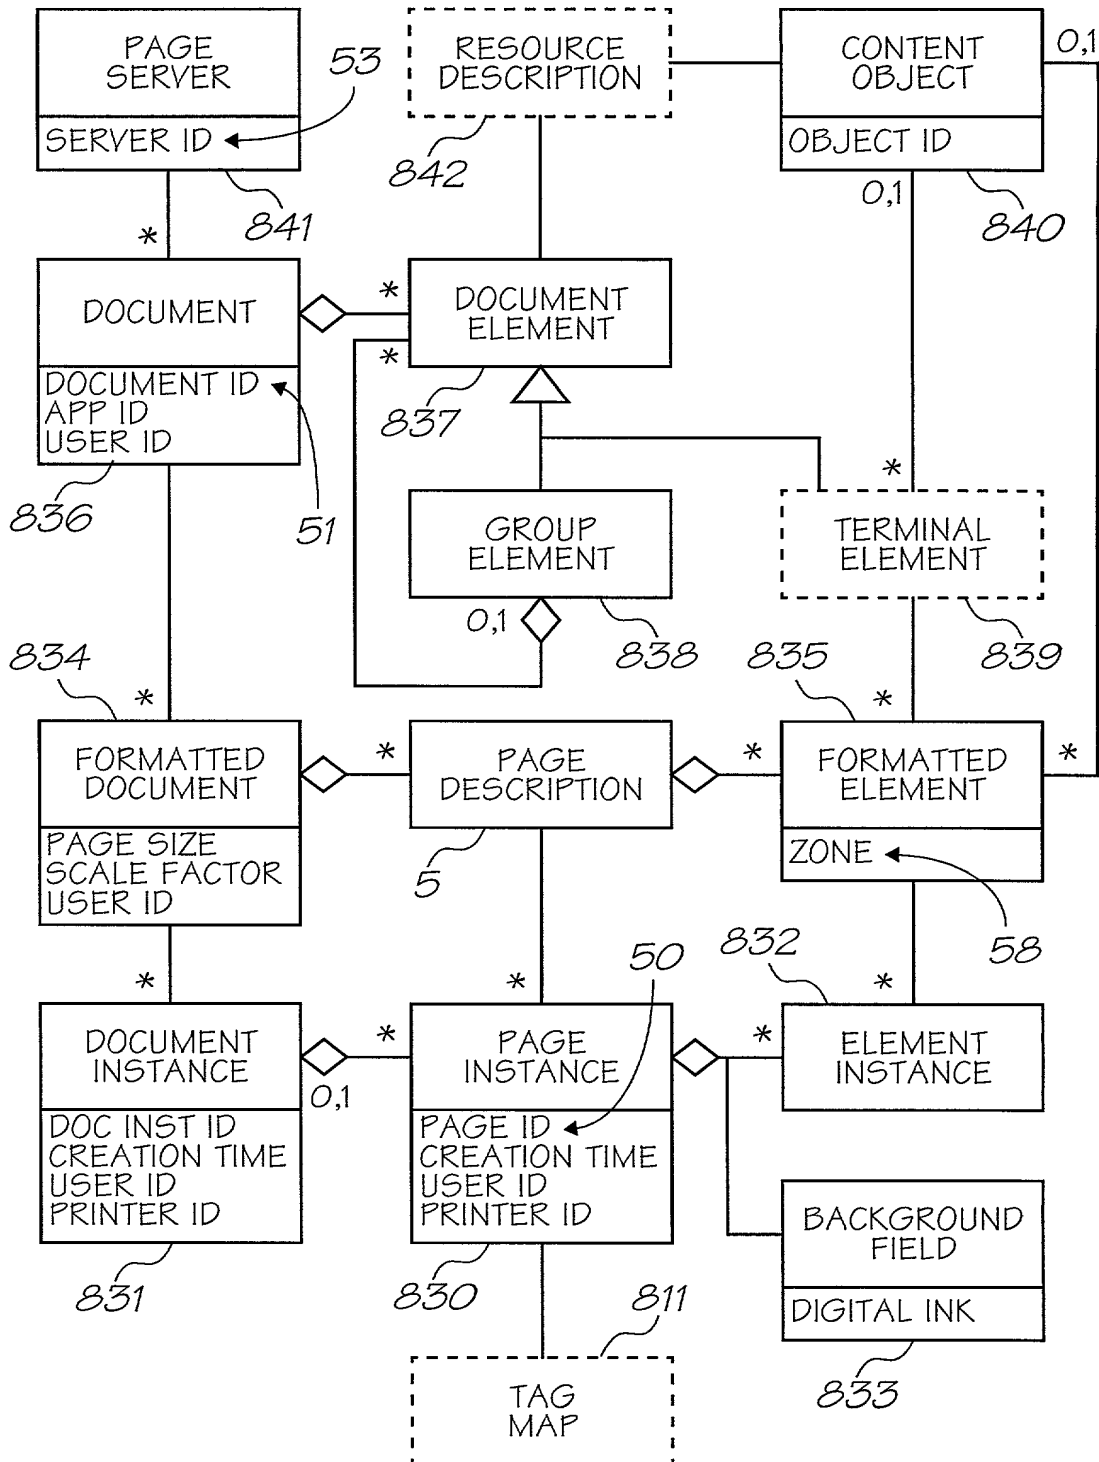 PAGE
SERVER
SERVER ID
53
841
*
RESOURCE
DESCRIPTION
842
CONTENT
OBJECT
OBJECT ID
0,1
0,1
840
DOCUMENT
DOCUMENT ID
APP ID
USER ID
836
51
*
*
DOCUMENT
ELEMENT
837
GROUP
ELEMENT
0,1
838
*
TERMINAL
ELEMENT
839
834
*
FORMATTED
DOCUMENT
PAGE SIZE
SCALE FACTOR
USER ID
*
PAGE
DESCRIPTION
5
*
835
*
FORMATTED
ELEMENT
*
ZONE
58
*
DOCUMENT
INSTANCE
0,1
DOC INST ID
CREATION TIME
USER ID
PRINTER ID
831
*
*
50
PAGE
INSTANCE
PAGE ID
CREATION TIME
USER ID
PRINTER ID
830
*
832
*
ELEMENT
INSTANCE
BACKGROUND
FIELD
DIGITAL INK
833
811
TAG
MAP